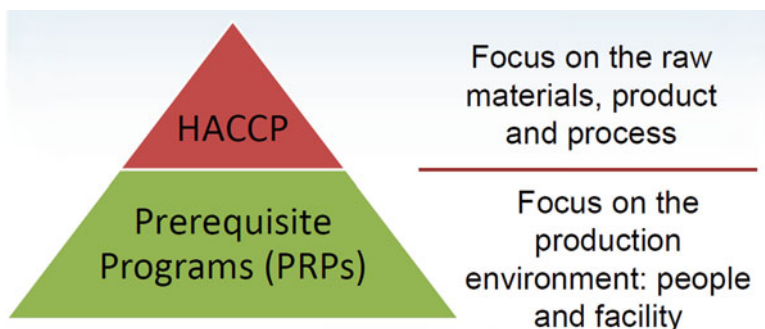 HACCP
Focus on the raw
materials, product
and process
Prerequisite
Programs (PRPs)
Focus on the
production
environment: people
and facility